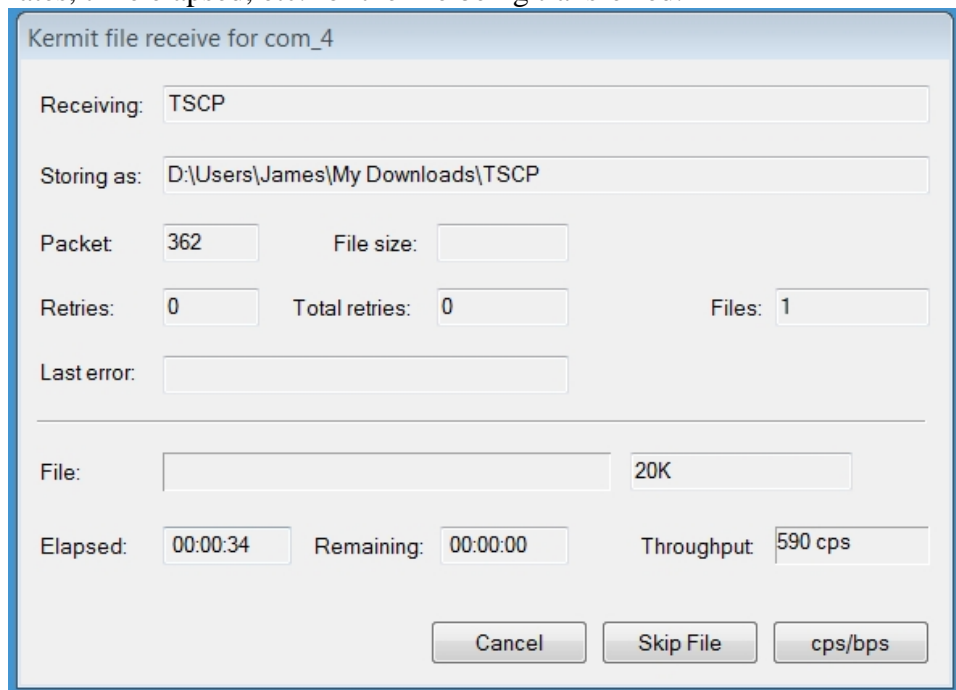 Kermit file receive for com_4
Receiving: TSCP
Storing as: D:\Users\James\My Downloads\TSCP
Packet: 362 File size:
Retries: 0 Total retries: 0 Files: 1
Last error:
File: 20K
Elapsed: 00:00:34 Remaining: 00:00:00 Throughput: 590 cps
Cancel Skip File cps/bps